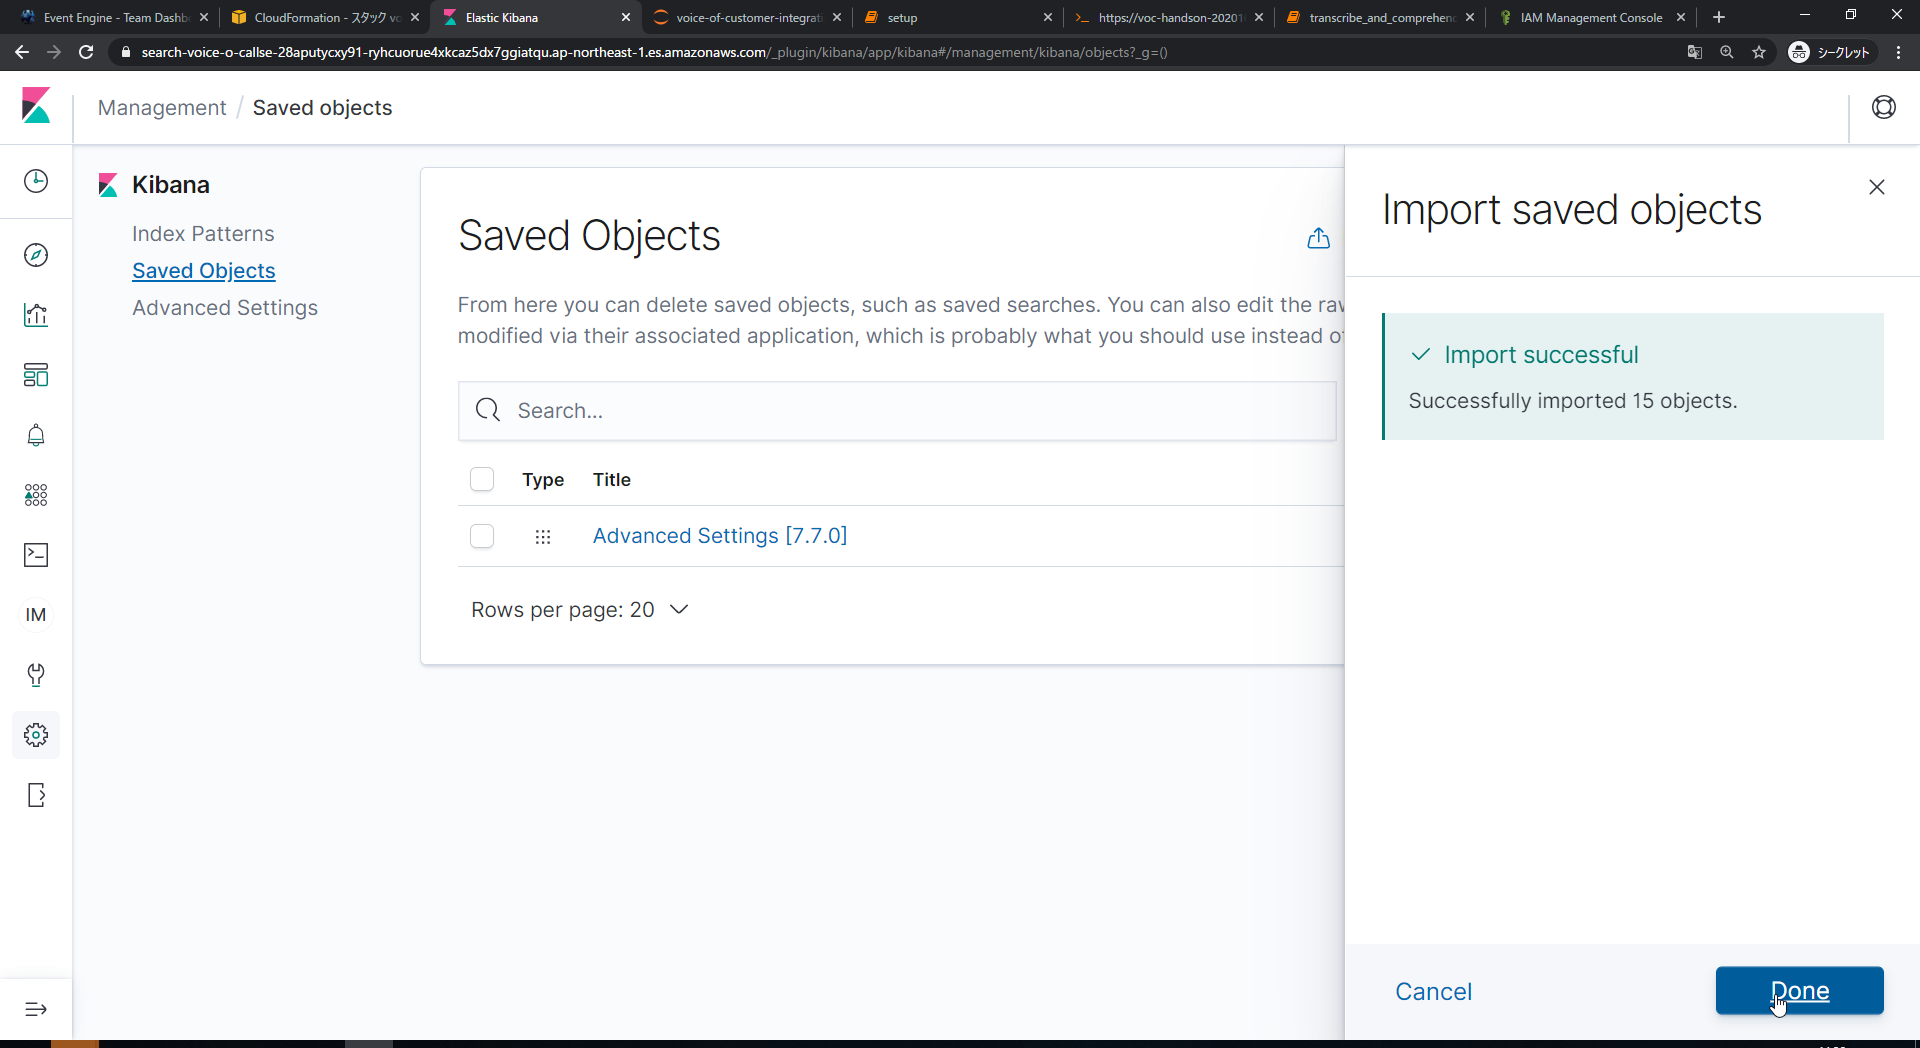 Event Engine - Team Dashb
CloudFormation - スタック vo
Elastic Kibana
voice-of-customer-integrat
setup
https://voc-handson-20201
transcribe_and_comprehen
IAM Management Console
search-voice-o-callse-28aputycxy91-ryhcuorue4xkcaz5dx7ggiatqu.ap-northeast-1.es.amazonaws.com/_plugin/kibana/app/kibana#/management/kibana/objects?_g=()
シークレット
Management / Saved objects
Kibana
Index Patterns
Saved Objects
Advanced Settings
IM
Saved Objects
From here you can delete saved objects, such as saved searches. You can also edit the raw
modified via their associated application, which is probably what you should use instead of
Search...
Type Title
Advanced Settings [7.7.0]
Rows per page: 20
Import saved objects
Import successful
Successfully imported 15 objects.
Cancel
Done